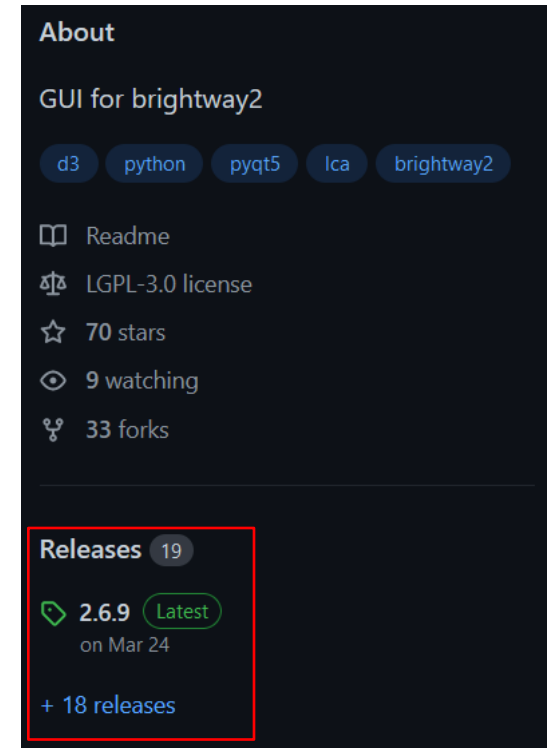 About
GUI for brightway2
d3 python pyqt5 lca brightway2
Readme
LGPL-3.0 license
70 stars
9 watching
33 forks
Releases 19
2.6.9 Latest
on Mar 24
+ 18 releases